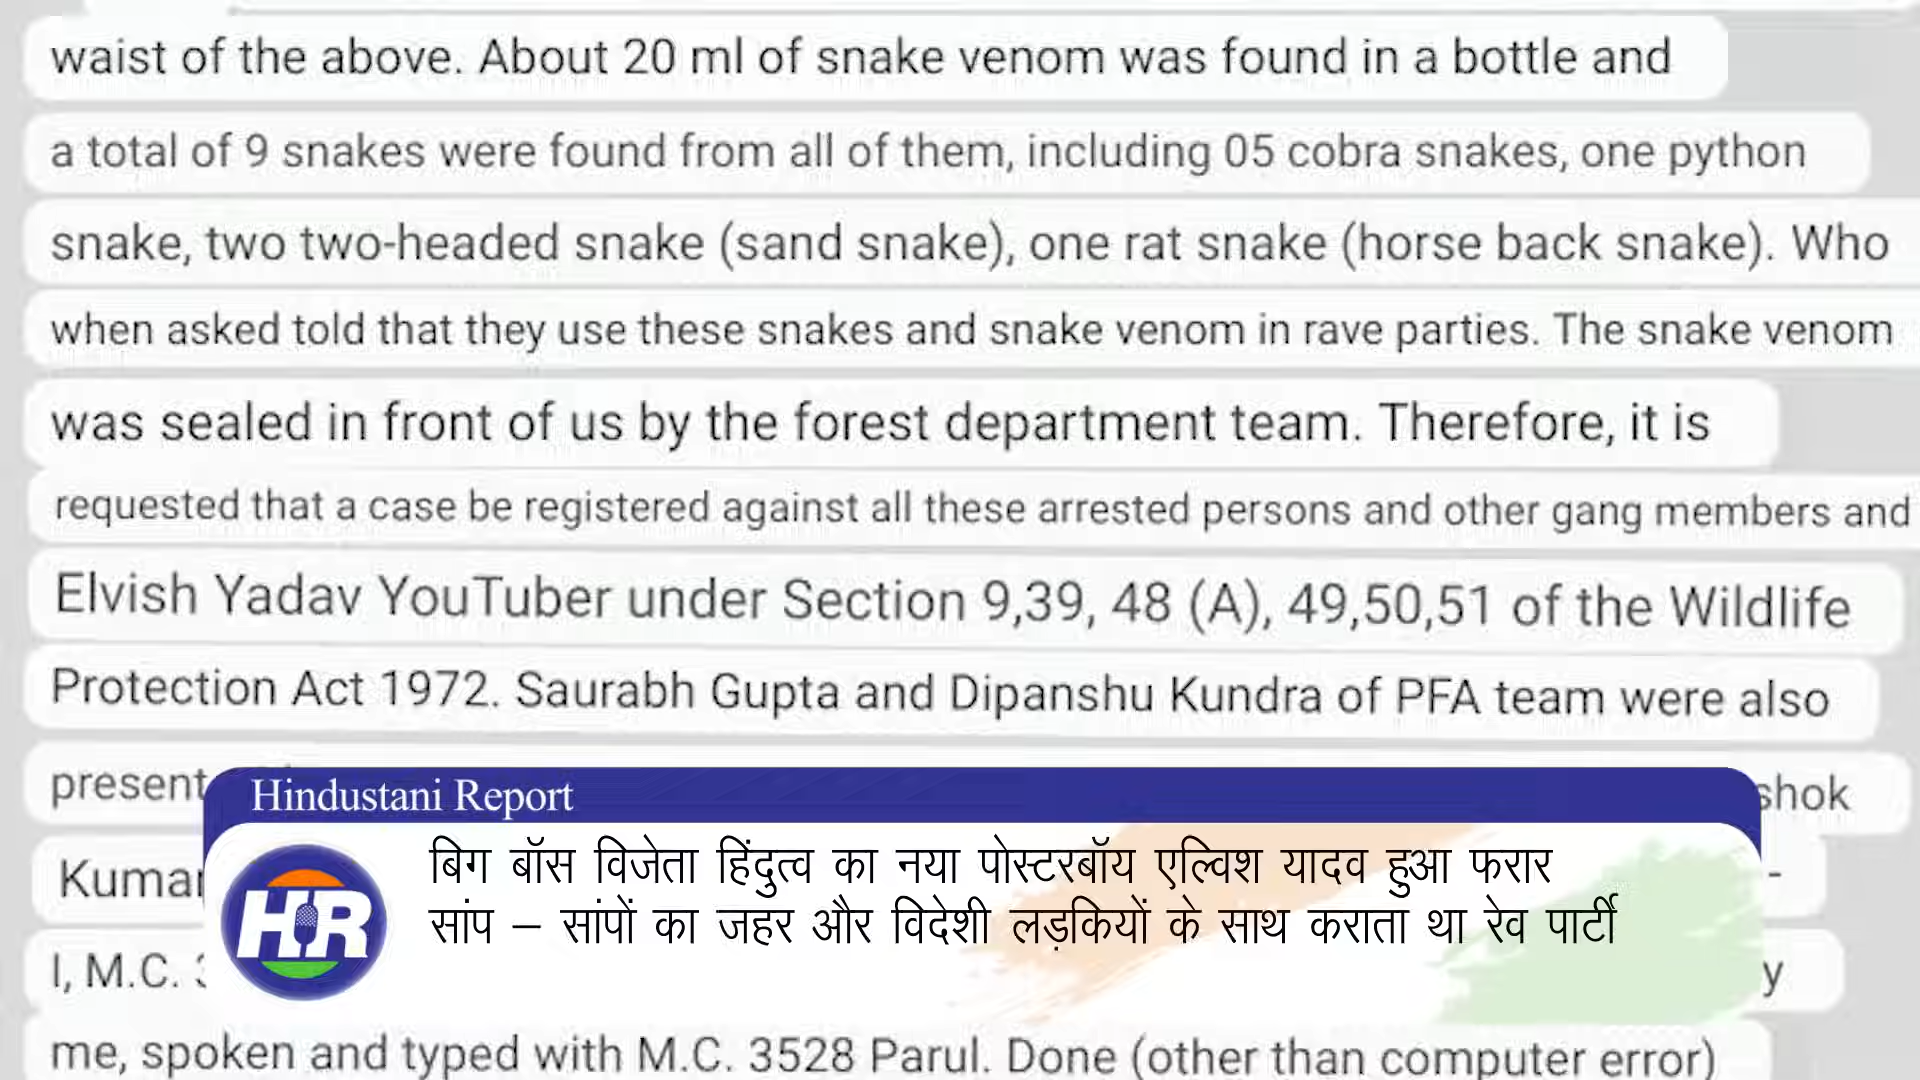 waist of the above. About 20 ml of snake venom was found in a bottle and
a total of 9 snakes were found from all of them, including 05 cobra snakes, one python
snake, two two-headed snake (sand snake), one rat snake (horse back snake). Who
when asked told that they use these snakes and snake venom in rave parties. The snake venom
was sealed in front of us by the forest department team. Therefore, it is
requested that a case be registered against all these arrested persons and other gang members and
Elvish Yadav YouTuber under Section 9,39, 48 (A), 49,50,51 of the Wildlife
Protection Act 1972. Saurabh Gupta and Dipanshu Kundra of PFA team were also
present
Hindustani Report
HR
बिग बॉस विजेता हिंदुत्व का नया पोस्टरबॉय एल्विश यादव हुआ फरार
सांप – सांपों का जहर और विदेशी लड़कियों के साथ कराता था रेव पार्टी
I, M.C.
me, spoken and typed with M.C. 3528 Parul. Done (other than computer error)